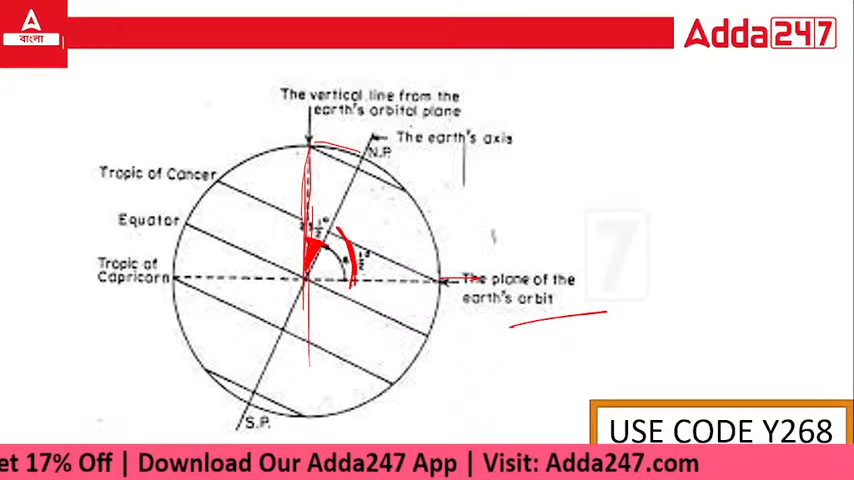 বাংলা
Adda247
The vertical line from the
earth's orbital plane
The earth's axis
N.P.
Tropic of Cancer
Equator
Tropic of
Capricorn
The plane of the
earth's orbit
S.P.
7
USE CODE Y268
et 17% Off | Download Our Adda247 App | Visit: Adda247.com